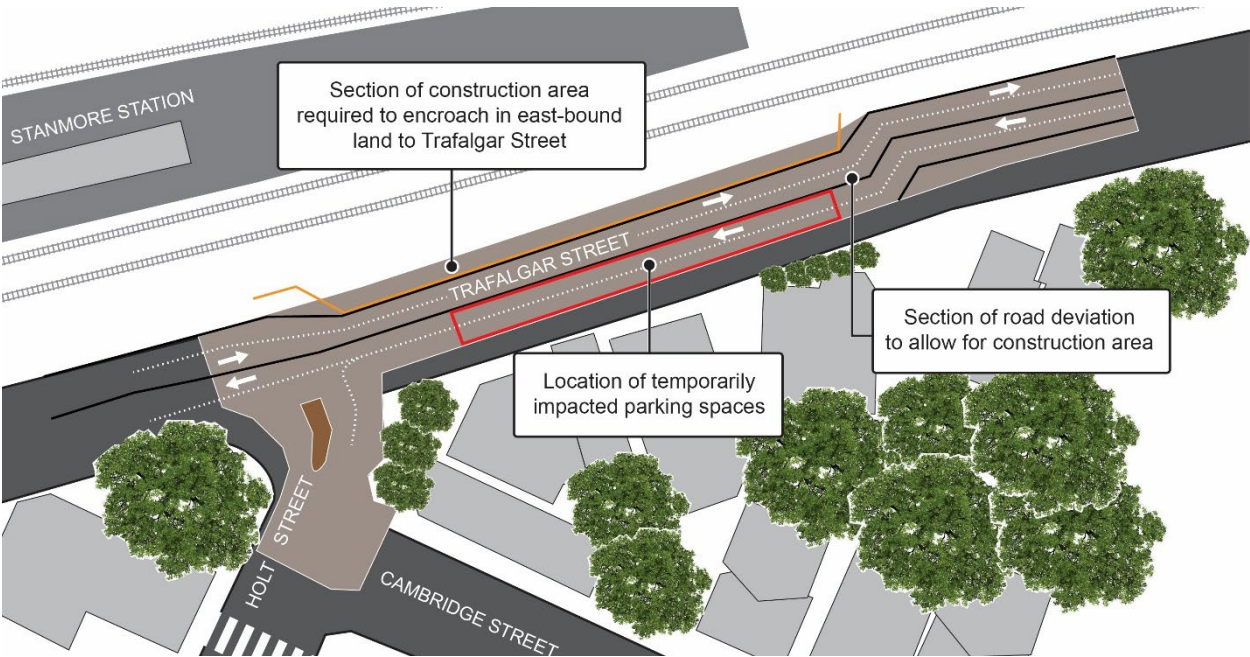 STANMORE STATION
Section of construction area
required to encroach in east-bound
land to Trafalgar Street
TRAFALGAR STREET
Section of road deviation
to allow for construction area
Location of temporarily
impacted parking spaces
HOLT STREET
CAMBRIDGE STREET